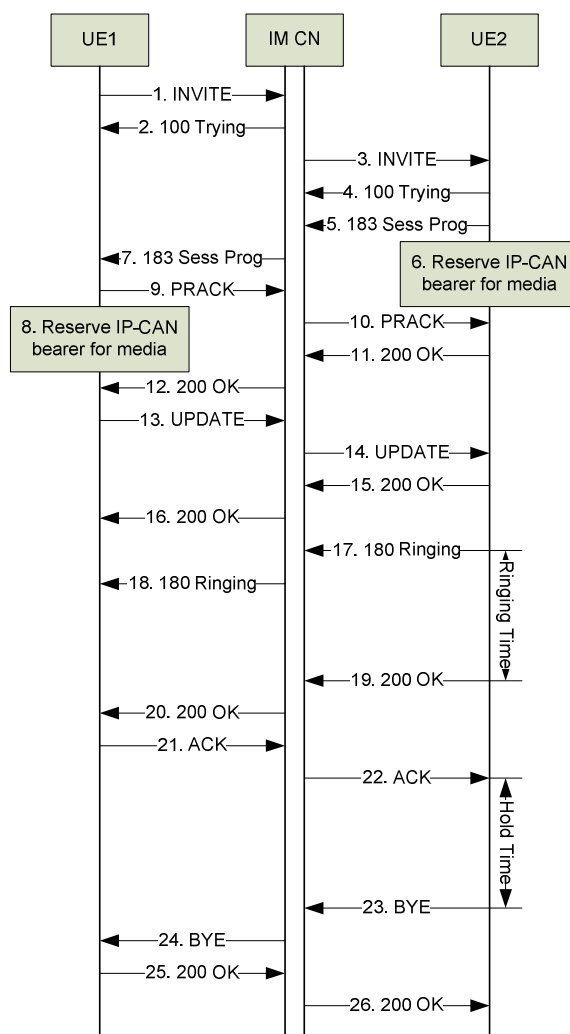 UE1
IM CN
UE2
1. INVITE
2. 100 Trying
3. INVITE
4. 100 Trying
5. 183 Sess Prog
6. Reserve IP-CAN
bearer for media
7. 183 Sess Prog
8. Reserve IP-CAN
bearer for media
9. PRACK
10. PRACK
11. 200 OK
12. 200 OK
13. UPDATE
14. UPDATE
15. 200 OK
16. 200 OK
17. 180 Ringing
18. 180 Ringing
Ringing Time
19. 200 OK
20. 200 OK
21. ACK
22. ACK
Hold Time
23. BYE
24. BYE
25. 200 OK
26. 200 OK